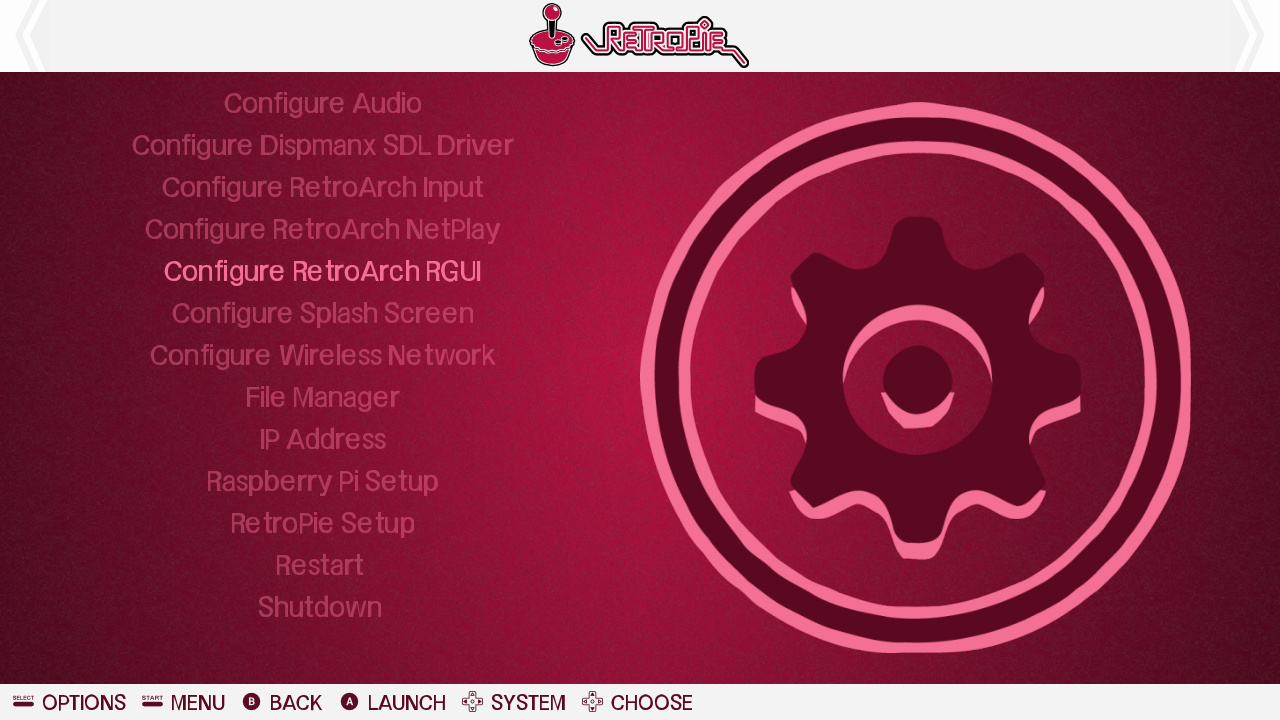 RetroPie
Configure Audio
Configure Dispmanx SDL Driver
Configure RetroArch Input
Configure RetroArch NetPlay
Configure RetroArch RGUI
Configure Splash Screen
Configure Wireless Network
File Manager
IP Address
Raspberry Pi Setup
RetroPie Setup
Restart
Shutdown
SELECT OPTIONS START MENU B BACK A LAUNCH SYSTEM CHOOSE